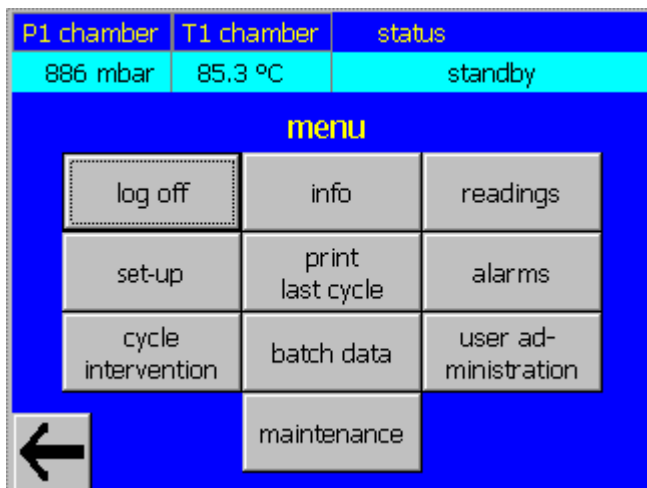 P1 chamber T1 chamber status
886 mbar 85.3 ºC standby
menu
log off info readings
set-up print
last cycle alarms
cycle
intervention batch data user ad-
ministration
maintenance